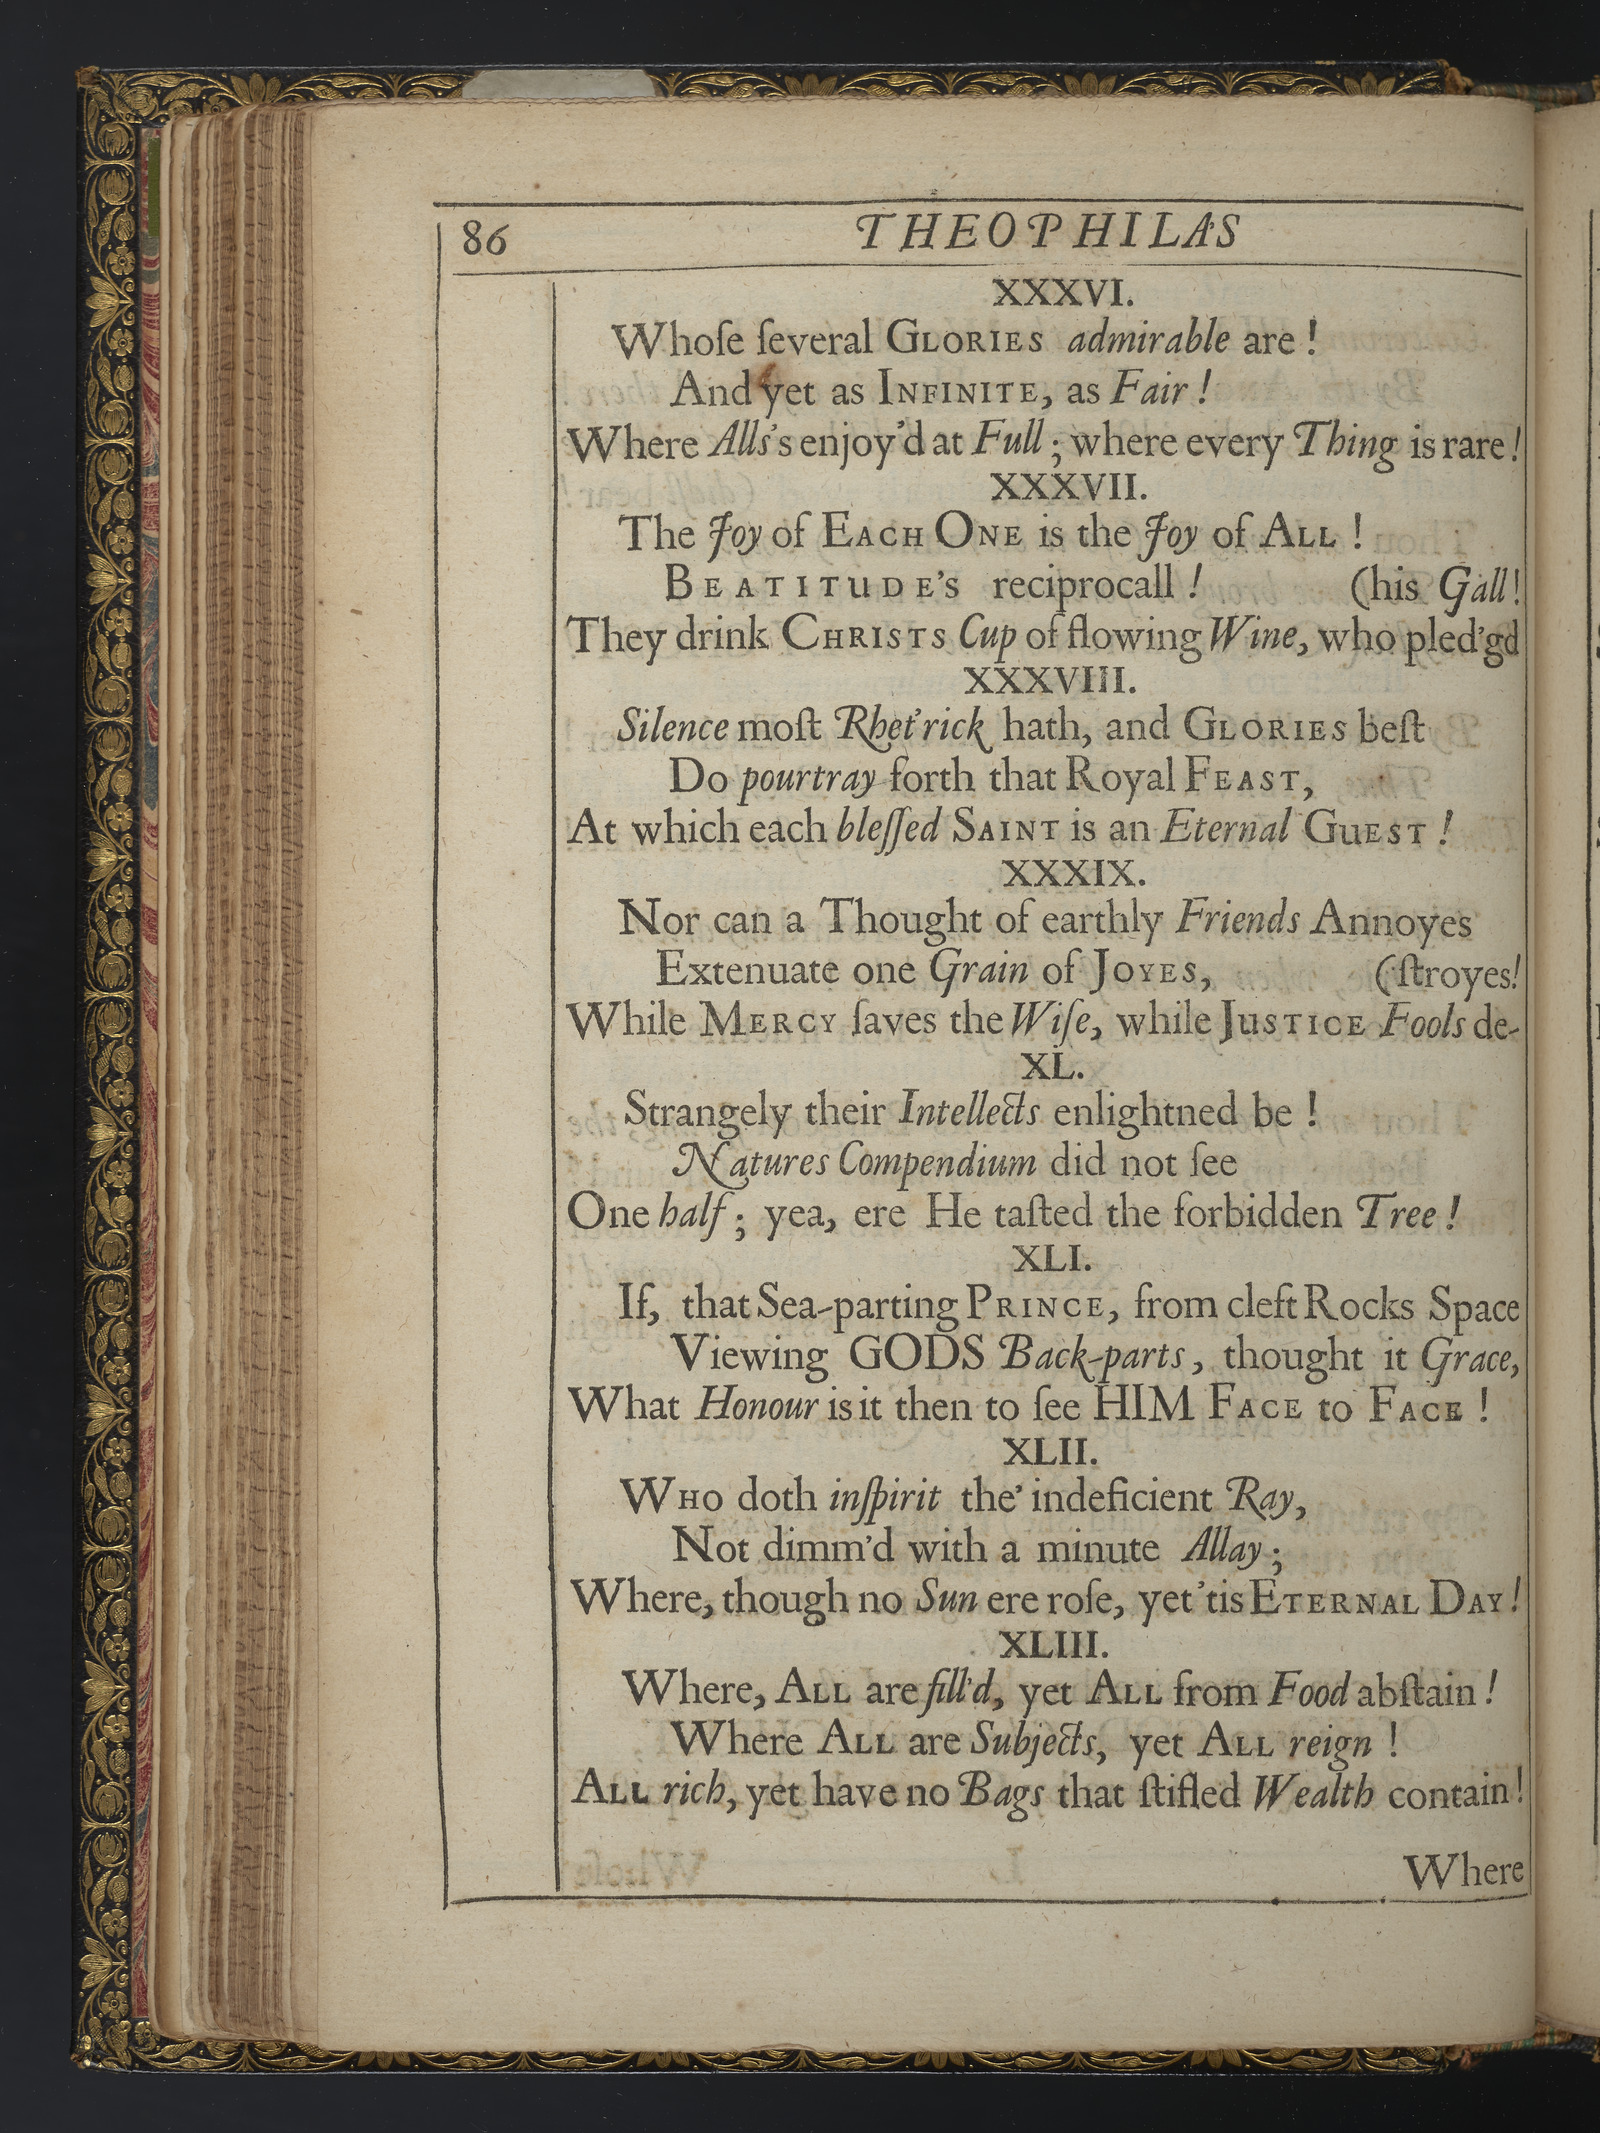 86 THEOPHILAS
XXXVI.
Whoſe ſeveral GLORIES admirable are !
And yet as INFINITE, as Fair !
Where Alls's enjoy'd at Full ; where every Thing is rare !
XXXVII.
The Joy of EACH ONE is the Joy of ALL !
BEATITUDE'S reciprocall ! (his Gall !
They drink CHRISTS Cup of flowing Wine, who pled'gd
XXXVIII.
Silence moſt Rhet'rick hath, and GLORIES beſt
Do pourtray forth that Royal FEAST,
At which each bleſſed SAINT is an Eternal GUEST !
XXXIX.
Nor can a Thought of earthly Friends Annoyes
Extenuate one Grain of JOYES, (ſtroyes!
While MERCY ſaves the Wiſe, while JUSTICE Fools de-
XL.
Strangely their Intellects enlightned be !
Natures Compendium did not ſee
One half ; yea, ere He taſted the forbidden Tree !
XLI.
If, that Sea-parting PRINCE, from cleft Rocks Space
Viewing GODS Back-parts, thought it Grace,
What Honour is it then to ſee HIM FACE to FACE !
XLII.
WHO doth inſpirit the' indeficient Ray,
Not dimm'd with a minute Allay ;
Where, though no Sun ere roſe, yet 'tis ETERNAL DAY !
XLIII.
Where, ALL are fill'd, yet ALL from Food abſtain !
Where ALL are Subjects, yet ALL reign !
ALL rich, yet have no Bags that ſtifled Wealth contain !
Where